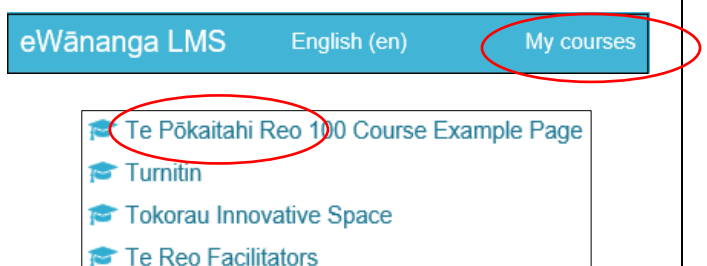 eWānanga LMS English (en) My courses
Te Pōkaitahi Reo 100 Course Example Page
Turnitin
Tokorau Innovative Space
Te Reo Facilitators